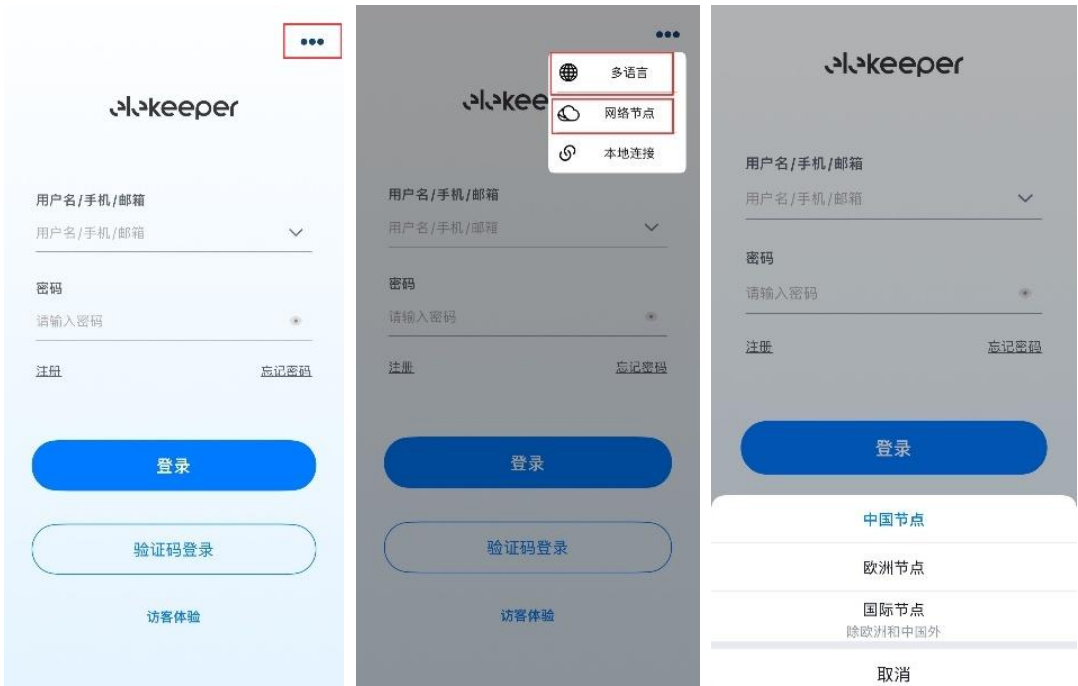 elekeeper
用户名/手机/邮箱
用户名/手机/邮箱
密码
请输入密码
注册 忘记密码
登录
验证码登录
访客体验
多语言
elekee
网络节点
本地连接
用户名/手机/邮箱
用户名/手机/邮箱
密码
请输入密码
注册 忘记密码
登录
验证码登录
访客体验
elekeeper
用户名/手机/邮箱
用户名/手机/邮箱
密码
请输入密码
注册 忘记密码
登录
中国节点
欧洲节点
国际节点
除欧洲和中国外
取消